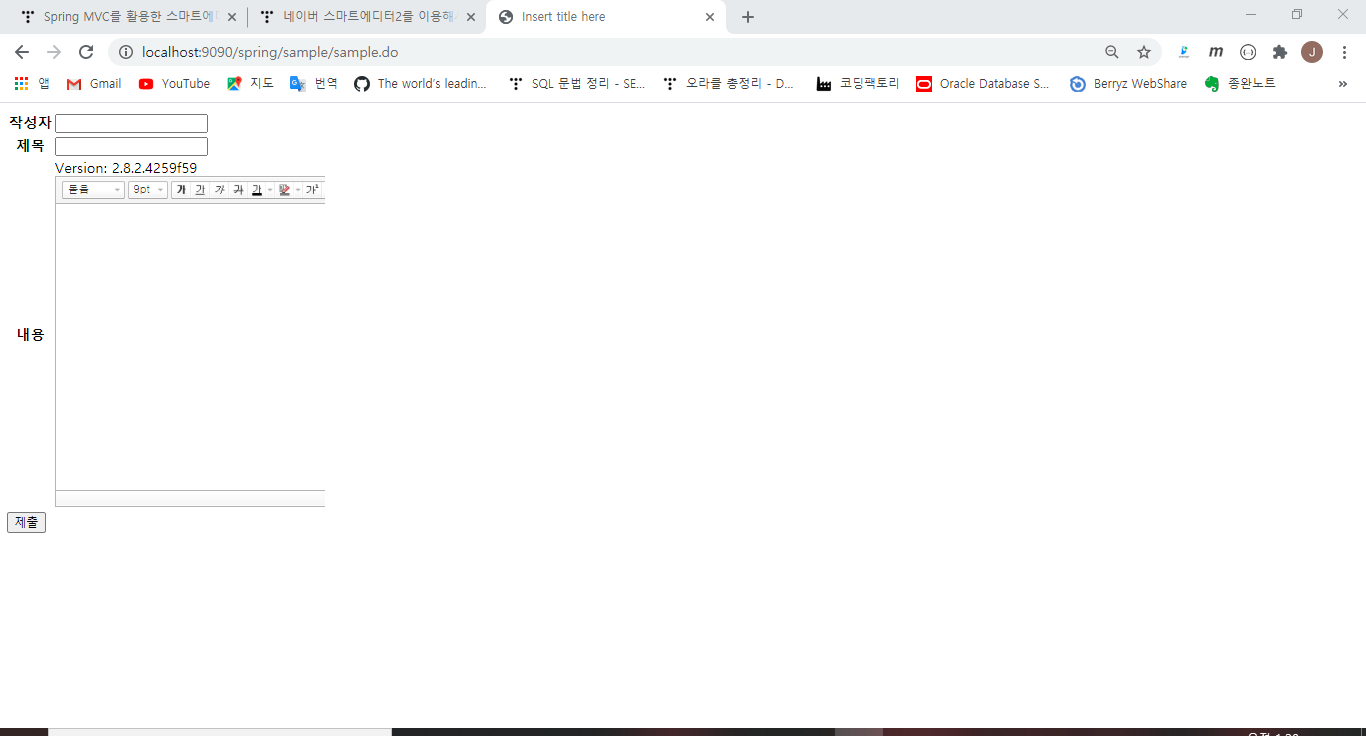 Spring MVC를 활용한 스마트에
네이버 스마트에디터2를 이용해
Insert title here
localhost:9090/spring/sample/sample.do
J
앱 Gmail YouTube 지도 번역 The world's leadin... SQL 문법 정리 - SE... 오라클 총정리 - D... 코딩팩토리 Oracle Database S... Berryz WebShare 종완노트 »
작성자
제목
Version: 2.8.2.4259f59
돋움 9pt 가 가 가 가 가 가²
내용
제출